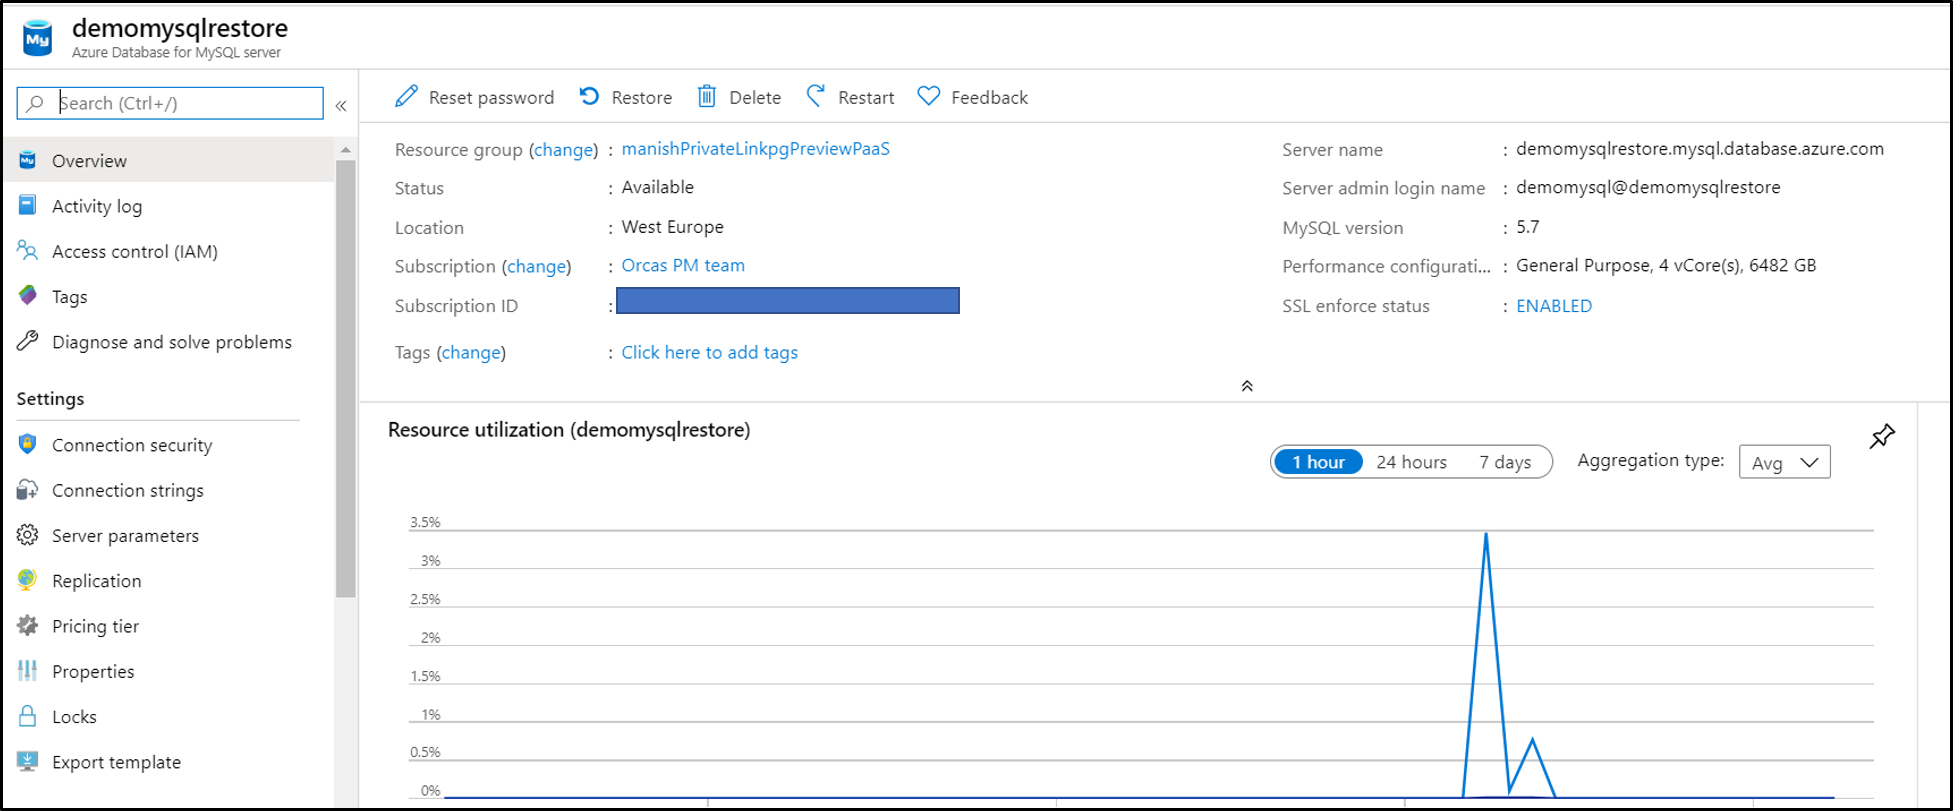 My
demomysqlrestore
Azure Database for MySQL server
Search (Ctrl+/)
«
Overview
Activity log
Access control (IAM)
Tags
Diagnose and solve problems
Settings
Connection security
Connection strings
Server parameters
Replication
Pricing tier
Properties
Locks
Export template
Reset password Restore Delete Restart Feedback
Resource group (change) : manishPrivateLinkpgPreviewPaaS
Status : Available
Location : West Europe
Subscription (change) : Orcas PM team
Subscription ID :
Tags (change) : Click here to add tags
Server name : demomysqlrestore.mysql.database.azure.com
Server admin login name : demomysql@demomysqlrestore
MySQL version : 5.7
Performance configurati... : General Purpose, 4 vCore(s), 6482 GB
SSL enforce status : ENABLED
Resource utilization (demomysqlrestore)
1 hour 24 hours 7 days Aggregation type: Avg
3.5%
3%
2.5%
2%
1.5%
1%
0.5%
0%